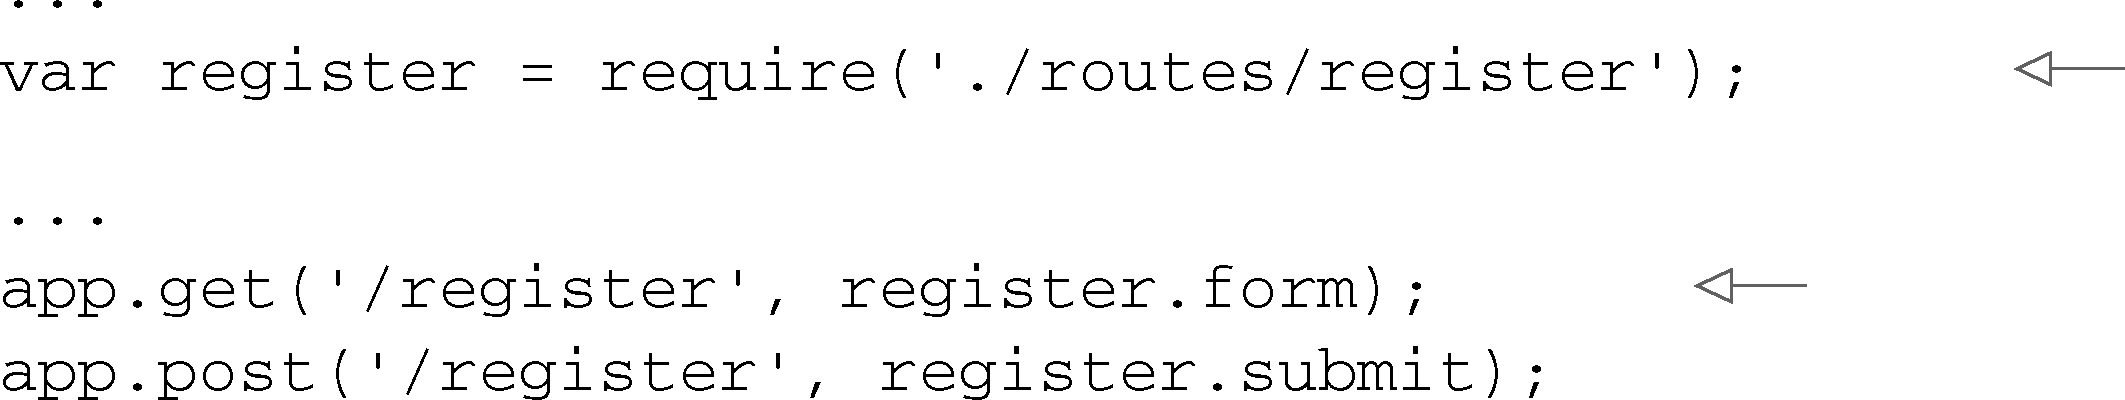 ...
var register = require('./routes/register');
...
app.get('/register', register.form);
app.post('/register', register.submit);